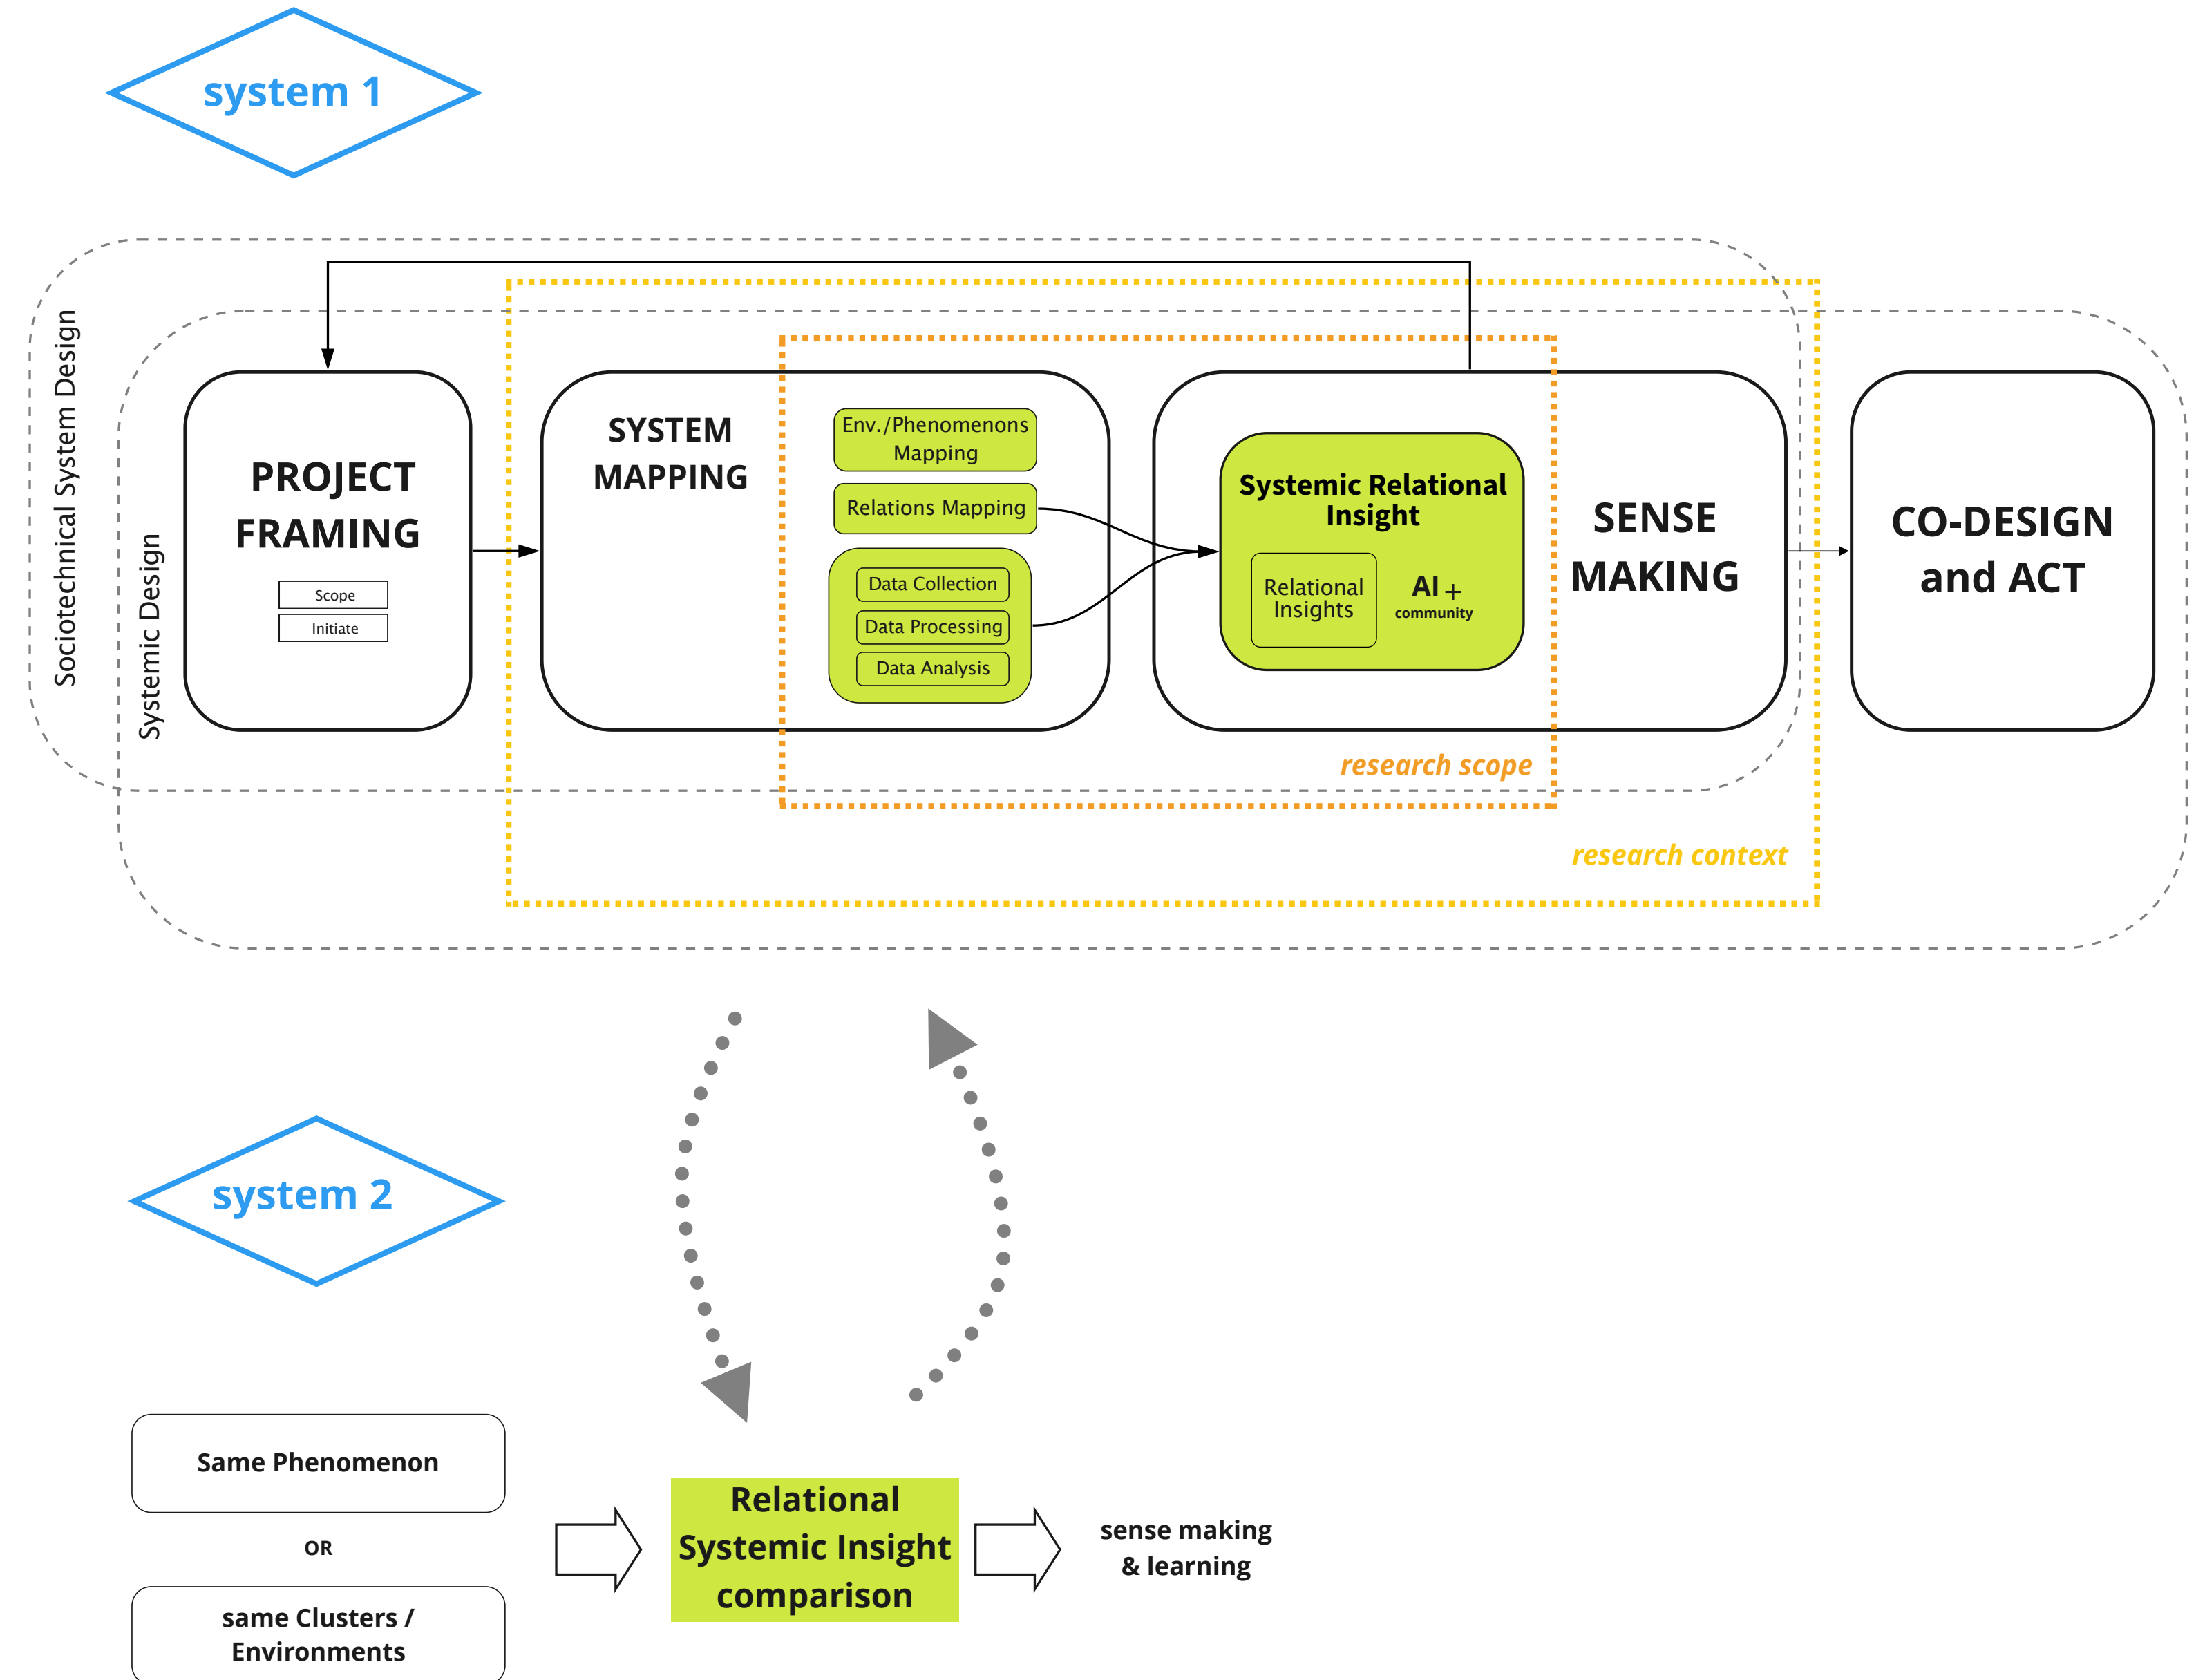 system 1
Sociotechnical System Design
Systemic Design
PROJECT
FRAMING
Scope
Initiate
SYSTEM
MAPPING
Env./Phenomenons
Mapping
Relations Mapping
Data Collection
Data Processing
Data Analysis
Systemic Relational
Insight
Relational
Insights
AI +
community
SENSE
MAKING
CO-DESIGN
and ACT
research scope
research context
system 2
Same Phenomenon
OR
same Clusters /
Environments
Relational
Systemic Insight
comparison
sense making
& learning